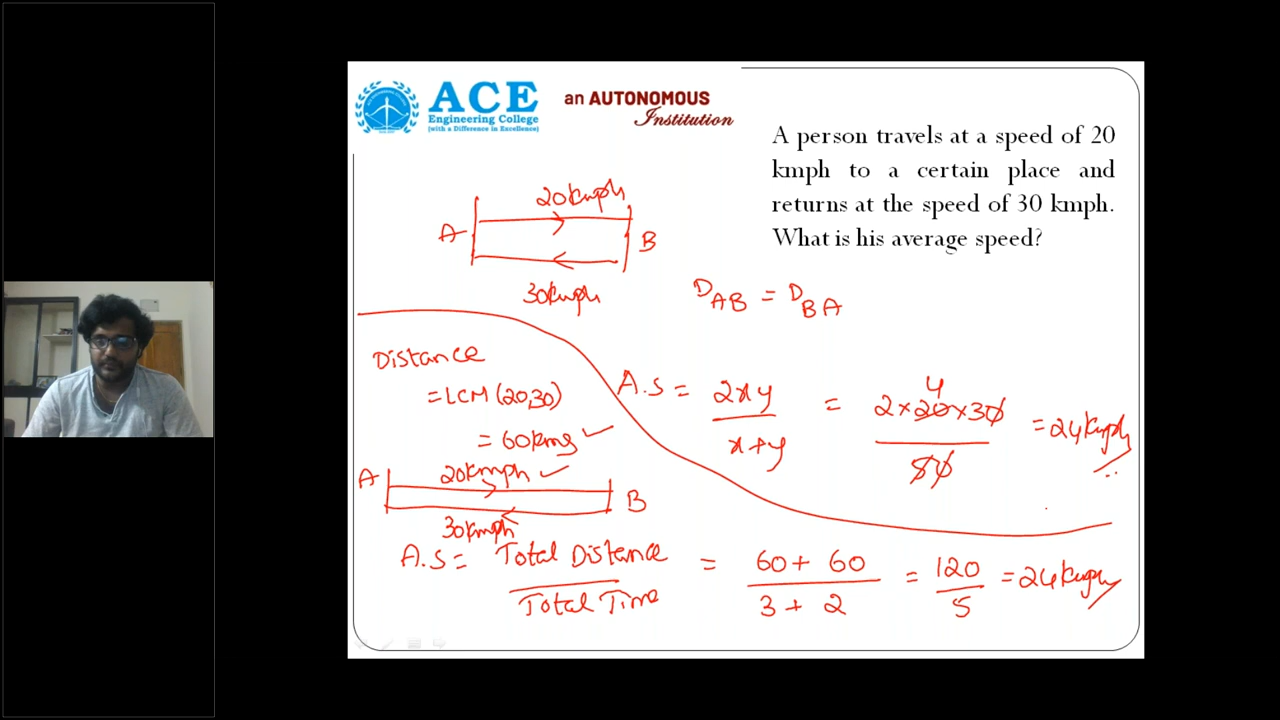 ACE
Engineering College
(with a Difference in Excellence)
an AUTONOMOUS
Institution
A person travels at a speed of 20
kmph to a certain place and
returns at the speed of 30 kmph.
What is his average speed?
20kmph
A
B
30kmph
D_AB = D_BA
Distance
= LCM (20,30)
= 60kms ✓
A.S = 2xy / x+y = 2×20×30 / 50 = 24kmph
4
A
20kmph ✓
B
30kmph
A.S = Total Distance / Total Time = 60+60 / 3+2 = 120 / 5 = 24kmph